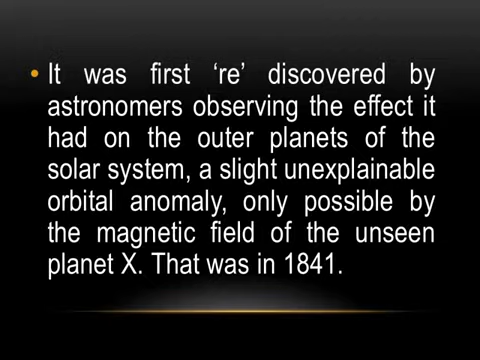 • It was first ‘re’ discovered by
astronomers observing the effect it
had on the outer planets of the
solar system, a slight unexplainable
orbital anomaly, only possible by
the magnetic field of the unseen
planet X. That was in 1841.